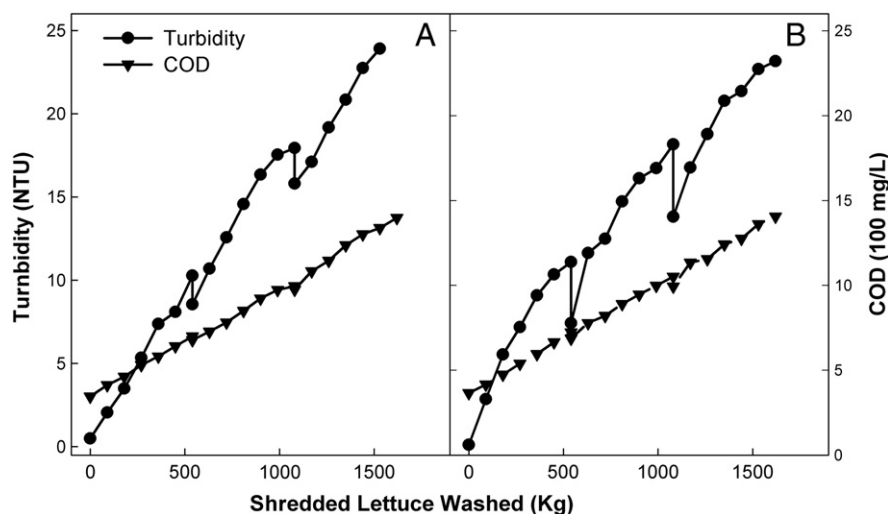 A
B
Turbidity
COD
Turnbidity (NTU)
25
20
15
10
5
0
COD (100 mg/L)
25
20
15
10
5
0
0 500 1000 1500 0 500 1000 1500
Shredded Lettuce Washed (Kg)